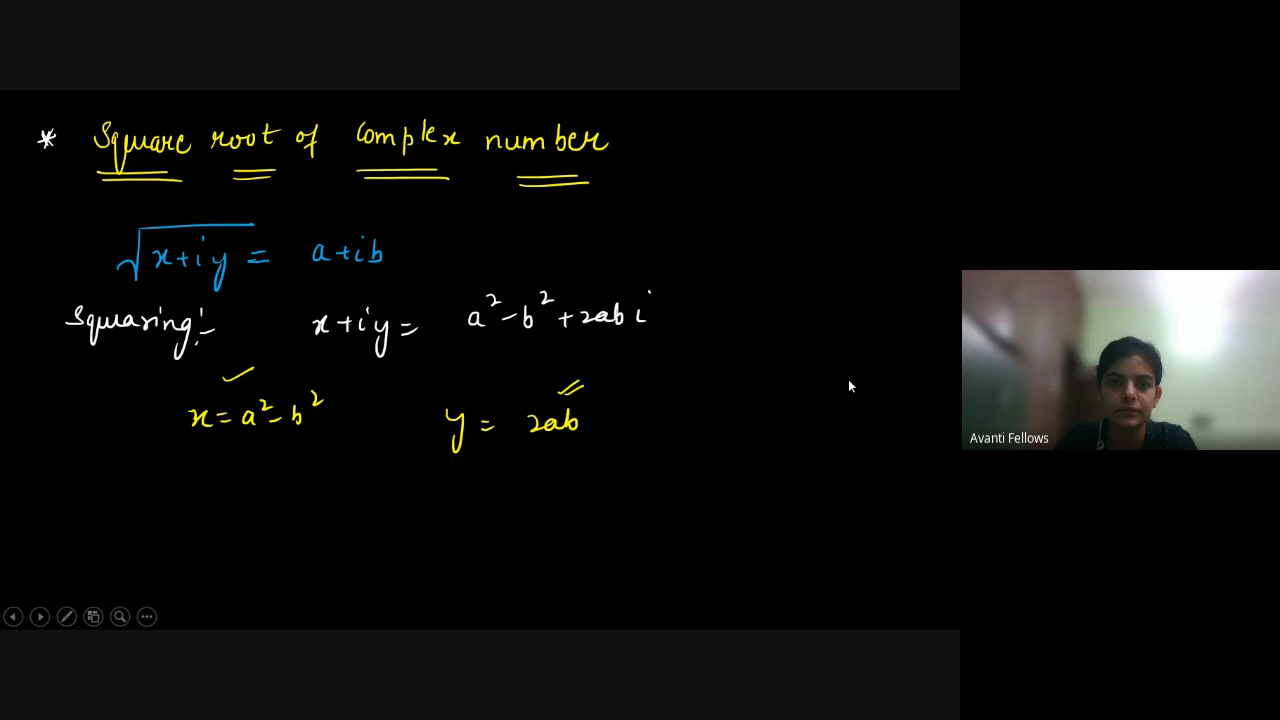 * Square root of complex number
√x+iy = a+ib
Squaring:- x+iy = a²-b²+2abi
x = a²-b² y = 2ab
Avanti Fellows